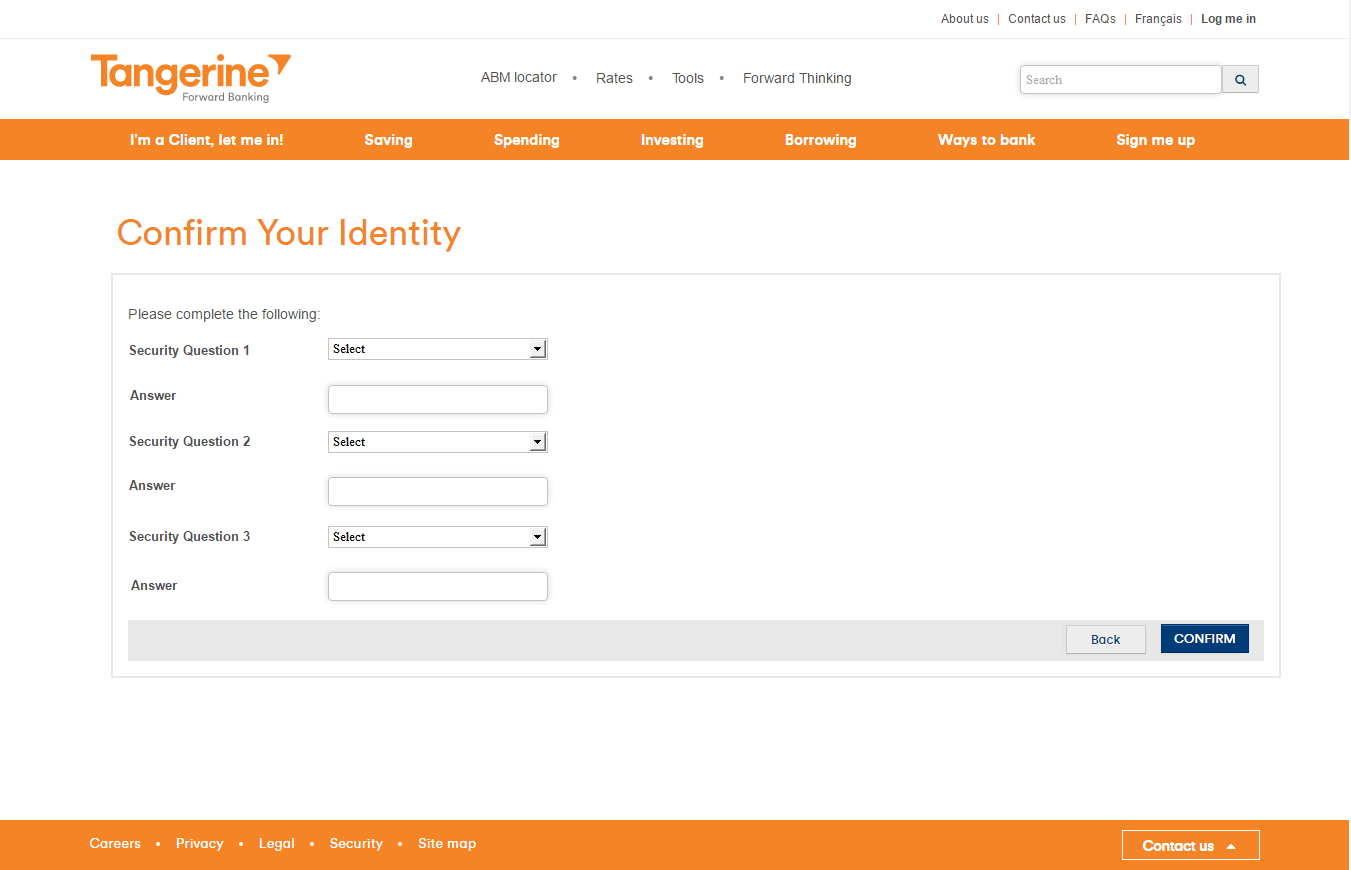 About us | Contact us | FAQs | Français | Log me in
Tangerine
Forward Banking
ABM locator • Rates • Tools • Forward Thinking
Search
I'm a Client, let me in! Saving Spending Investing Borrowing Ways to bank Sign me up
Confirm Your Identity
Please complete the following:
Security Question 1 Select
Answer
Security Question 2 Select
Answer
Security Question 3 Select
Answer
Back CONFIRM
Careers • Privacy • Legal • Security • Site map Contact us